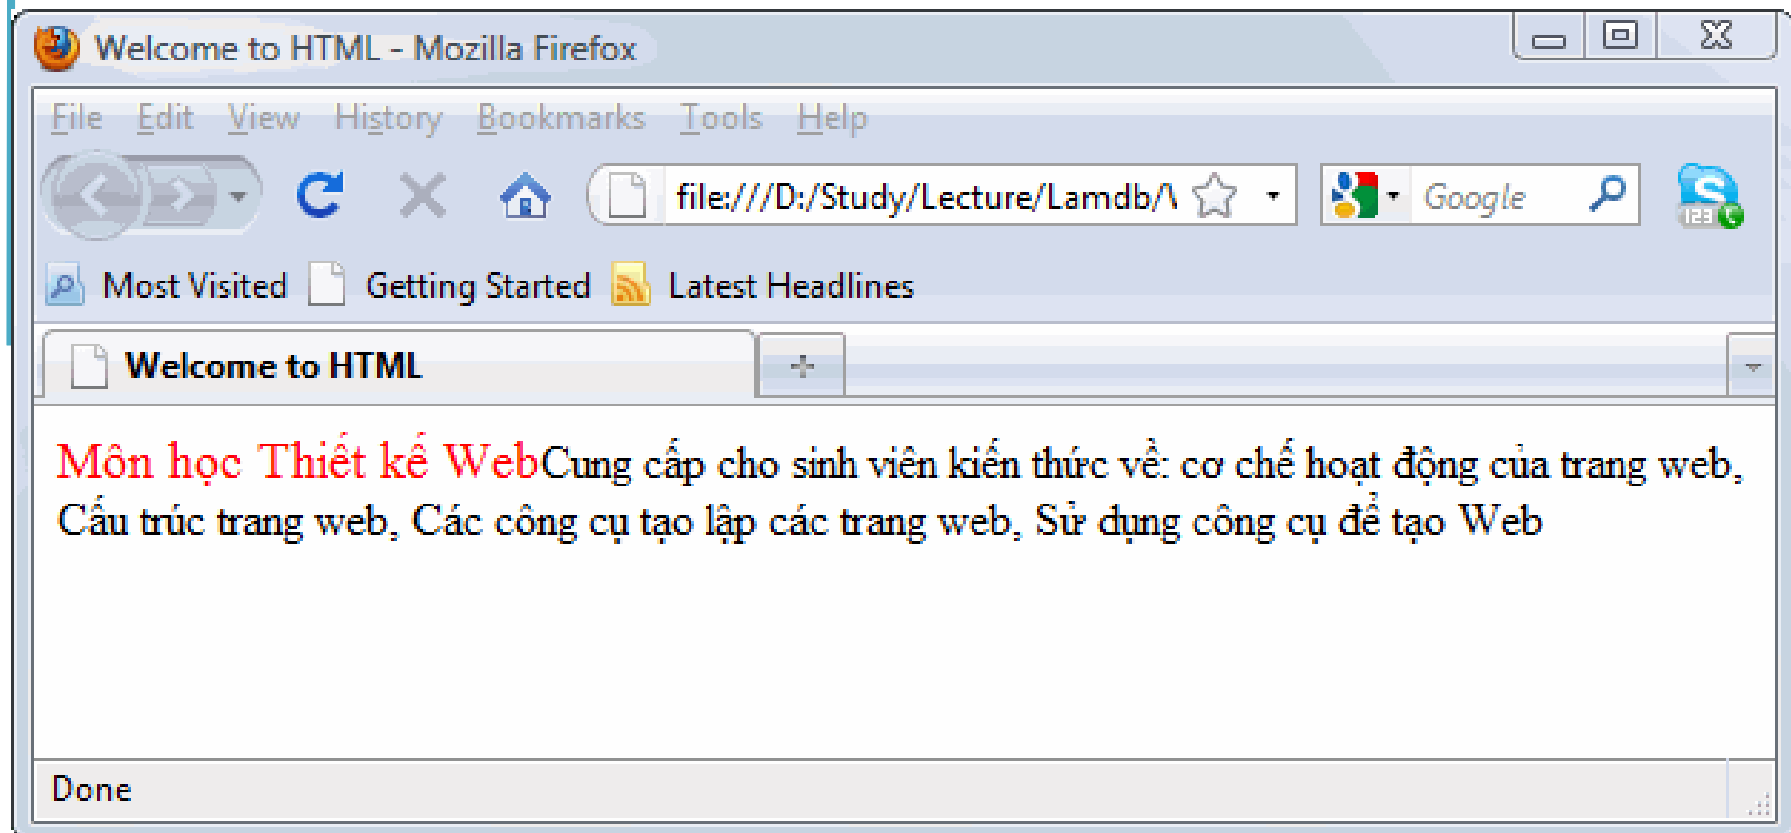 Welcome to HTML - Mozilla Firefox
File Edit View History Bookmarks Tools Help
file:///D:/Study/Lecture/Lamdb/\ Google
123
Most Visited Getting Started Latest Headlines
Welcome to HTML
Môn học Thiết kế WebCung cấp cho sinh viên kiến thức về: cơ chế hoạt động của trang web,
Cấu trúc trang web, Các công cụ tạo lập các trang web, Sử dụng công cụ để tạo Web
Done